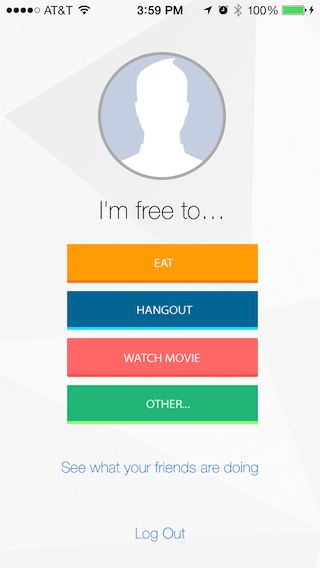 AT&T 3:59 PM 100%
I'm free to...
EAT
HANGOUT
WATCH MOVIE
OTHER...
See what your friends are doing
Log Out